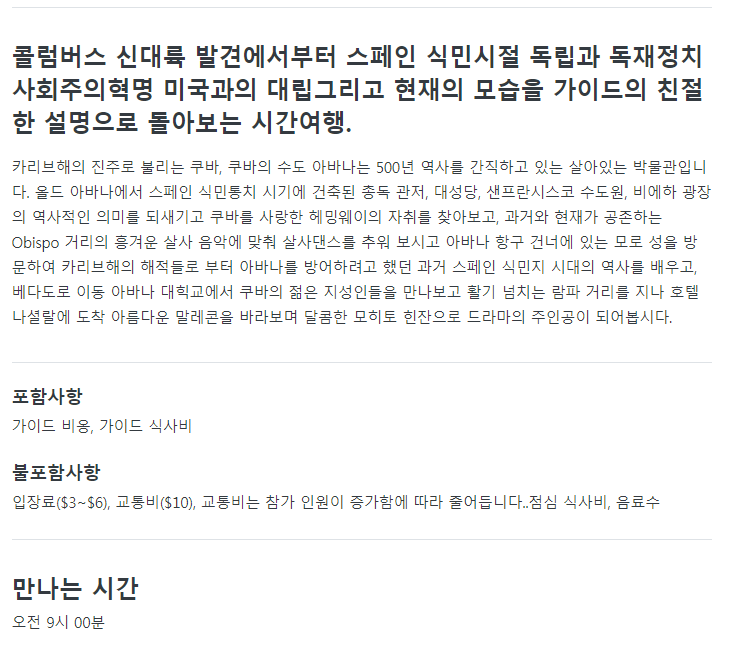 콜럼버스 신대륙 발견에서부터 스페인 식민시절 독립과 독재정치
사회주의혁명 미국과의 대립그리고 현재의 모습을 가이드의 친절
한 설명으로 돌아보는 시간여행.
카리브해의 진주로 불리는 쿠바, 쿠바의 수도 아바나는 500년 역사를 간직하고 있는 살아있는 박물관입니
다. 올드 아바나에서 스페인 식민통치 시기에 건축된 총독 관저, 대성당, 샌프란시스코 수도원, 비에하 광장
의 역사적인 의미를 되새기고 쿠바를 사랑한 헤밍웨이의 자취를 찾아보고, 과거와 현재가 공존하는
Obispo 거리의 흥겨운 살사 음악에 맞춰 살사댄스를 추워 보시고 아바나 항구 건너에 있는 모로 성을 방
문하여 카리브해의 해적들로 부터 아바나를 방어하려고 했던 과거 스페인 식민지 시대의 역사를 배우고,
베다도로 이동 아바나 대학교에서 쿠바의 젊은 지성인들을 만나보고 활기 넘치는 람파 거리를 지나 호텔
나셜랄에 도착 아름다운 말레콘을 바라보며 달콤한 모히토 힌잔으로 드라마의 주인공이 되어봅시다.
포함사항
가이드 비용, 가이드 식사비
불포함사항
입장료($3~$6), 교통비($10), 교통비는 참가 인원이 증가함에 따라 줄어듭니다..점심 식사비, 음료수
만나는 시간
오전 9시 00분